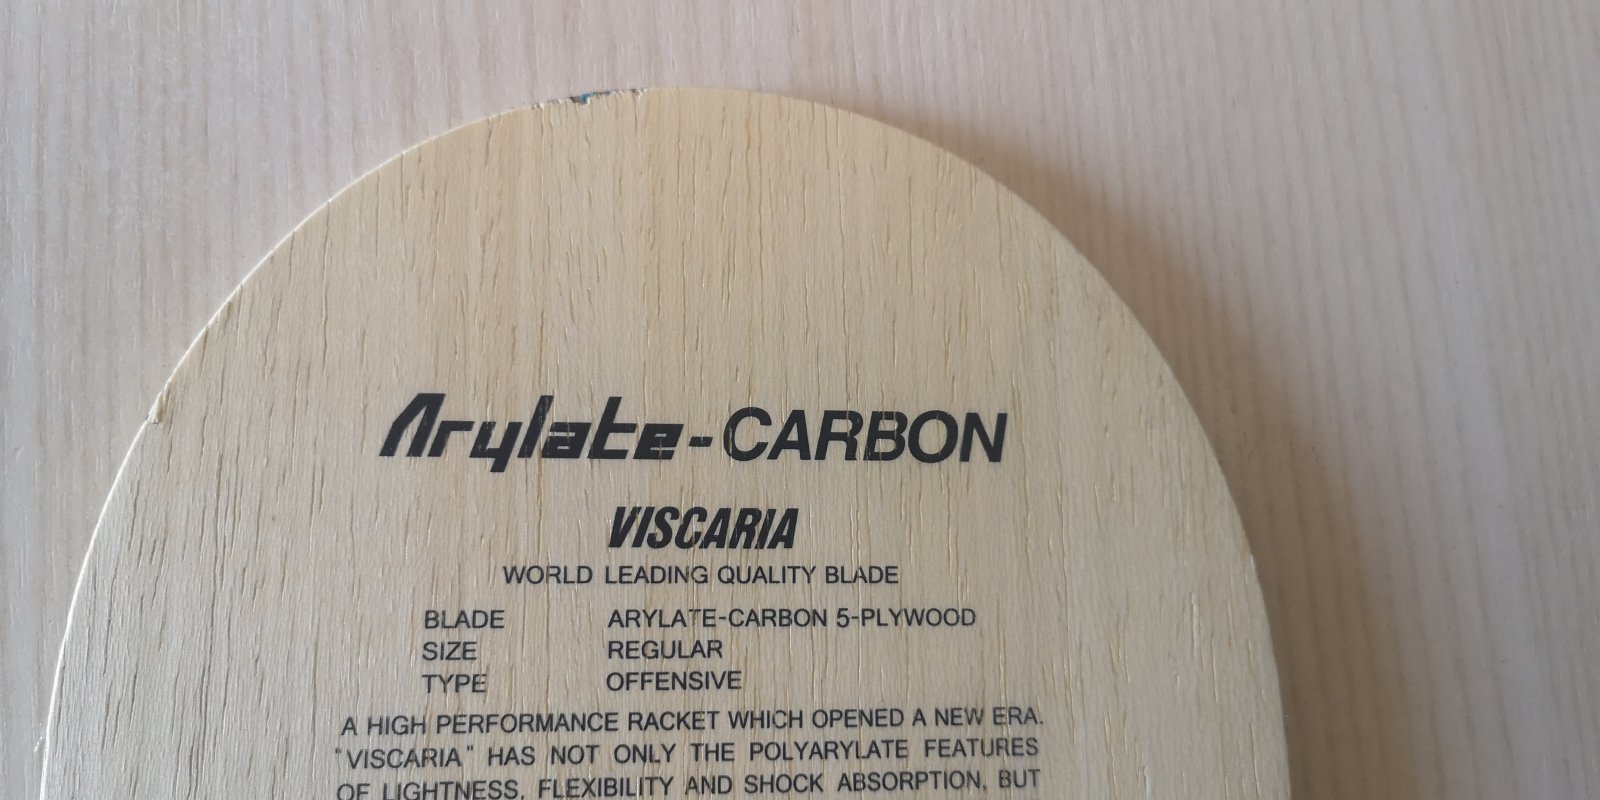 Arylate-CARBON
VISCARIA
WORLD LEADING QUALITY BLADE
BLADE ARYLATE-CARBON 5-PLYWOOD
SIZE REGULAR
TYPE OFFENSIVE
A HIGH PERFORMANCE RACKET WHICH OPENED A NEW ERA.
"VISCARIA" HAS NOT ONLY THE POLYARYLATE FEATURES
OF LIGHTNESS, FLEXIBILITY AND SHOCK ABSORPTION, BUT